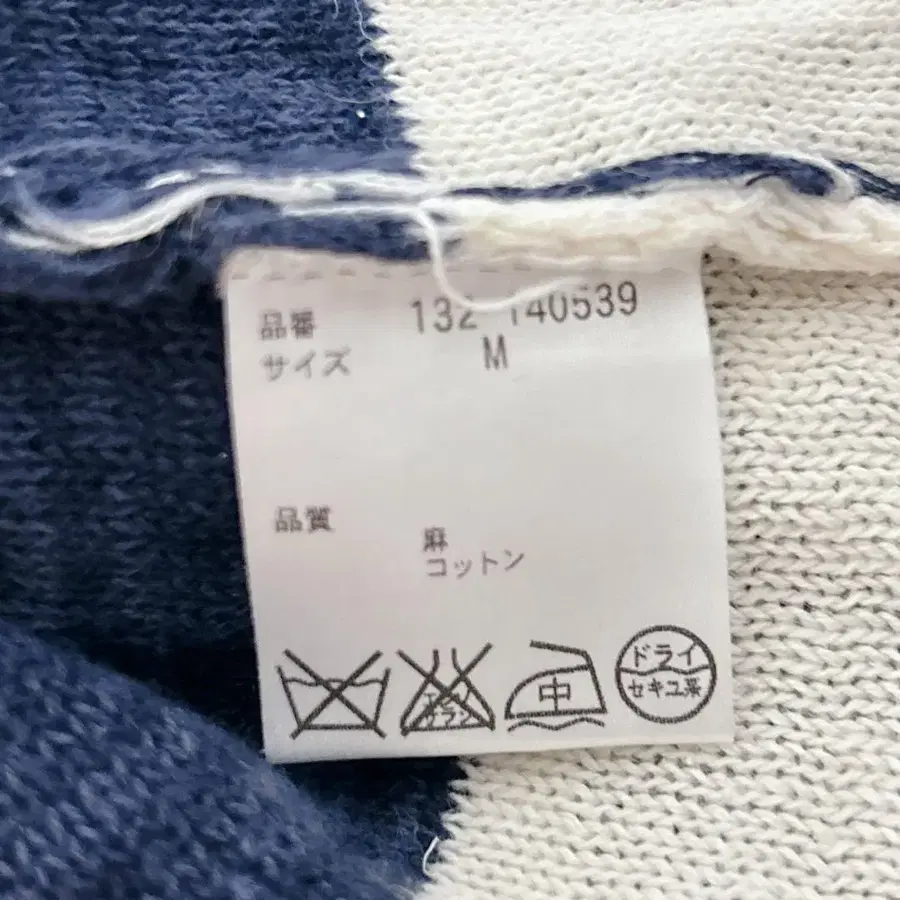 品番 132 140539
サイズ M
品質
麻
コットン
中
ドライ
セキユ系